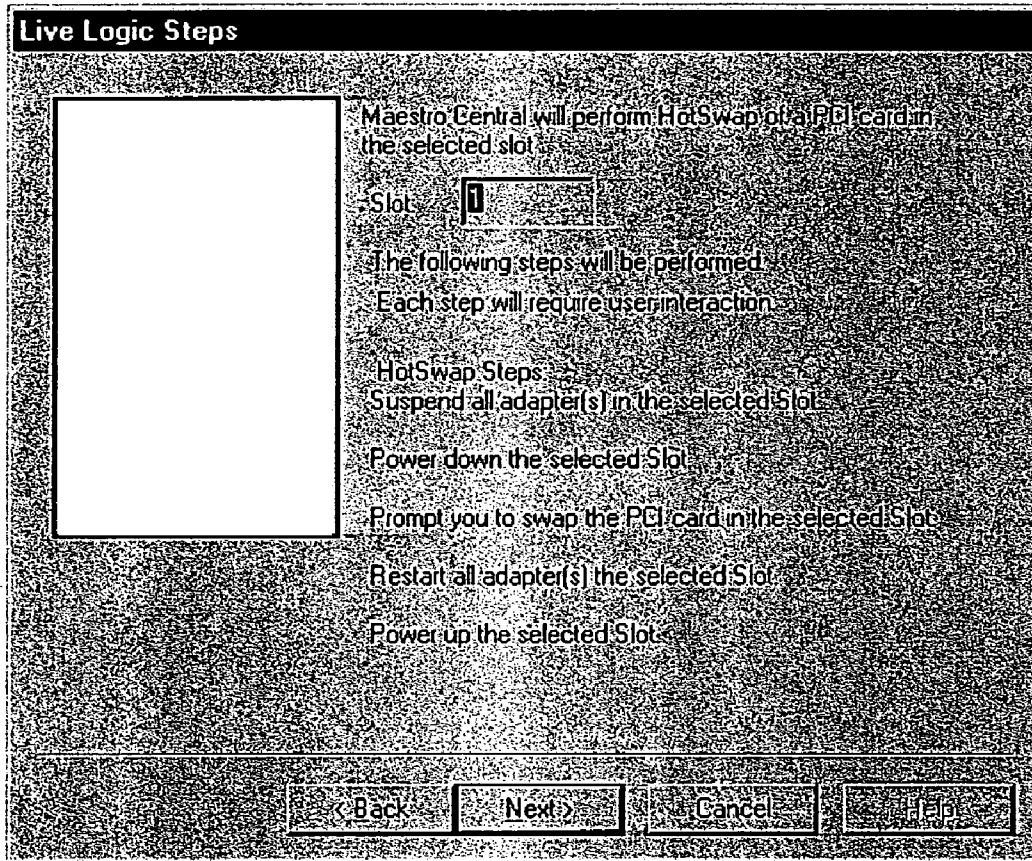 Live Logic Steps
Maestro Central will perform HotSwap of a PCI card in
the selected slot
Slot
1
The following steps will be performed.
Each step will require user interaction.
HotSwap Steps
Suspend all adapter(s) in the selected Slot.
Power down the selected Slot
Prompt you to swap the PCI card in the selected Slot.
Restart all adapter(s) the selected Slot
Power up the selected Slot
< Back
Next >
Cancel
Help